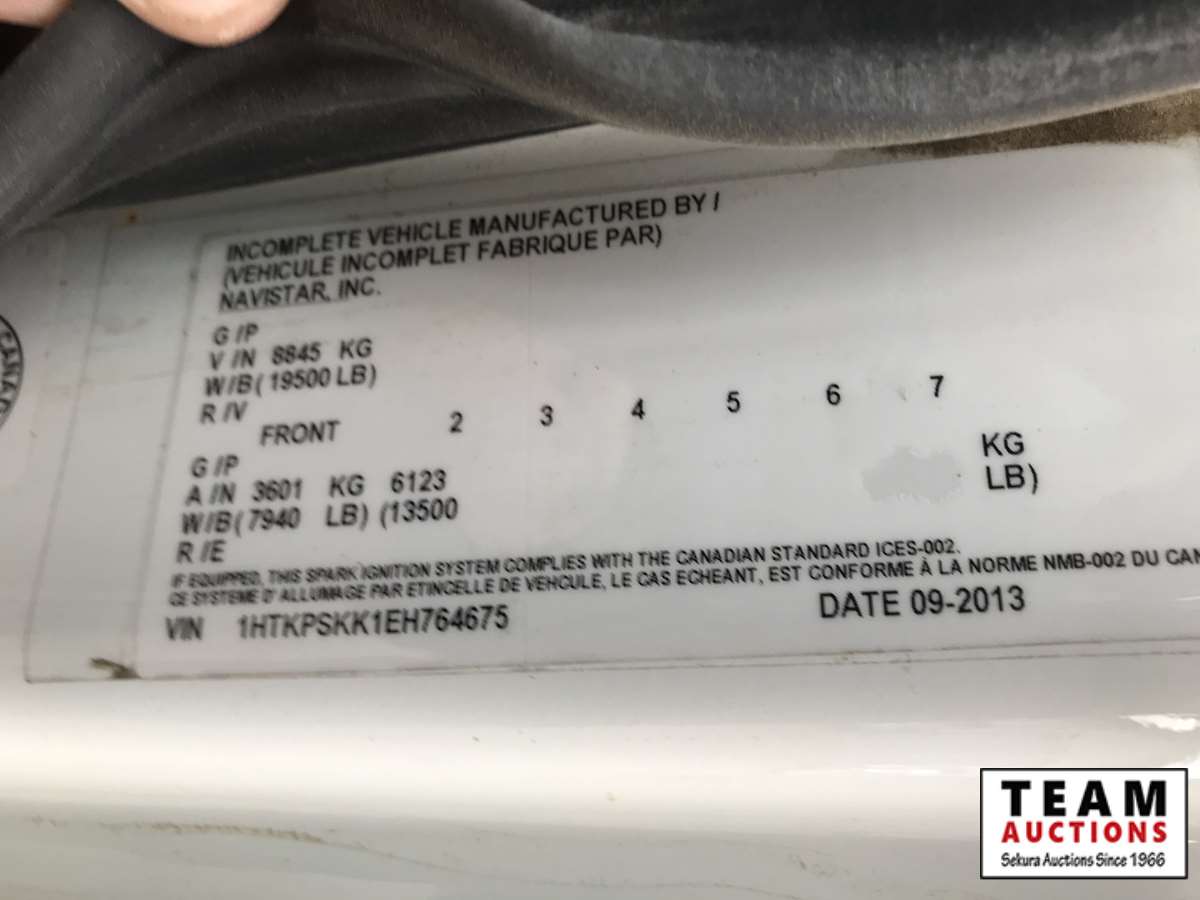 INCOMPLETE VEHICLE MANUFACTURED BY /
(VEHICULE INCOMPLET FABRIQUE PAR)
NAVISTAR, INC.
G /P
V /N 8845 KG
W/B( 19500 LB)
R /V
FRONT 2 3 4 5 6 7
G /P
A /N 3601 KG 6123 KG
W/B( 7940 LB) (13500 LB)
R /E
IF EQUIPPED, THIS SPARK IGNITION SYSTEM COMPLIES WITH THE CANADIAN STANDARD ICES-002.
CE SYSTEME D' ALLUMAGE PAR ETINCELLE DE VEHCULE, LE CAS ECHEANT, EST CONFORME À LA NORME NMB-002 DU CAN
VIN 1HTKPSKK1EH764675 DATE 09-2013
CANA
TEAM
AUCTIONS
Sekura Auctions Since 1966